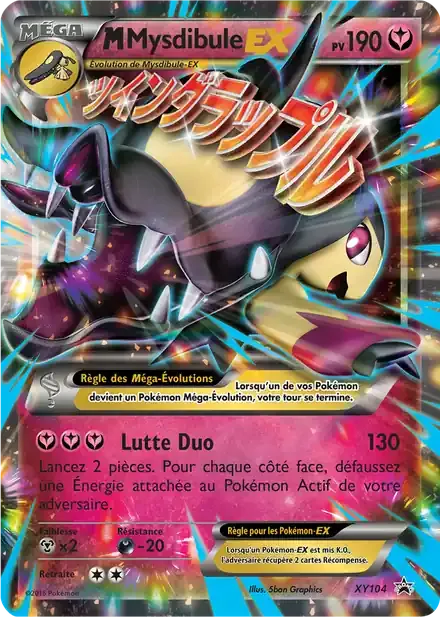 MÉGA
M Mysdibule EX
PV 190
Évolution de Mysdibule-EX
ツイングラップル
Règle des Méga-Évolutions
Lorsqu'un de vos Pokémon
devient un Pokémon Méga-Évolution, votre tour se termine.
Lutte Duo 130
Lancez 2 pièces. Pour chaque côté face, défaussez
une Énergie attachée au Pokémon Actif de votre
adversaire.
Faiblesse Résistance
×2 -20
Retraite
Règle pour les Pokémon-EX
Lorsqu'un Pokémon-EX est mis K.O.,
l'adversaire récupère 2 cartes Récompense.
©2016 Pokémon
Illus. 5ban Graphics
XY104